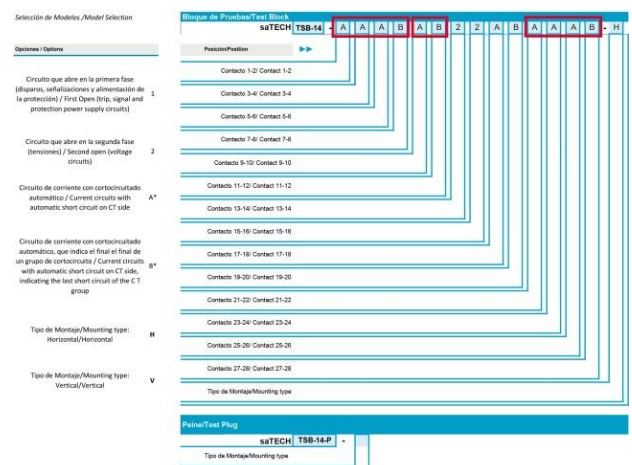 Selección de Modelos /Model Selection
Opciones / Options
Circuito que abre en la primera fase
(disparos, señalizaciones y alimentación de
la protección) / First Open (trip, signal and
protection power supply circuits)
1
Circuito que abre en la segunda fase
(tensiones) / Second open (voltage
circuits)
2
Circuito de corriente con cortocircuitado
automático / Current circuits with
automatic short circuit on CT side
A*
Circuito de corriente con cortocircuitado
automático, que indica el final el final de
un grupo de cortocircuito / Current circuits
with automatic short circuit on CT side,
indicating the last short circuit of the C T
group
B*
Tipo de Montaje/Mounting type:
Horizontal/Horizontal
H
Tipo de Montaje/Mounting type:
Vertical/Vertical
V
Bloque de Pruebas/Test Block
saTECH TSB-14 - A A A B A B 2 2 A B A A A B - H
Posición/Position
Contacto 1-2/ Contact 1-2
Contacto 3-4/ Contact 3-4
Contacto 5-6/ Contact 5-6
Contacto 7-8/ Contact 7-8
Contacto 9-10/ Contact 9-10
Contacto 11-12/ Contact 11-12
Contacto 13-14/ Contact 13-14
Contacto 15-16/ Contact 15-16
Contacto 17-18/ Contact 17-18
Contacto 19-20/ Contact 19-20
Contacto 21-22/ Contact 21-22
Contacto 23-24/ Contact 23-24
Contacto 25-26/ Contact 25-26
Contacto 27-28/ Contact 27-28
Tipo de Montaje/Mounting type
Peine/Test Plug
saTECH TSB-14-P -
Tipo de Montaje/Mounting type